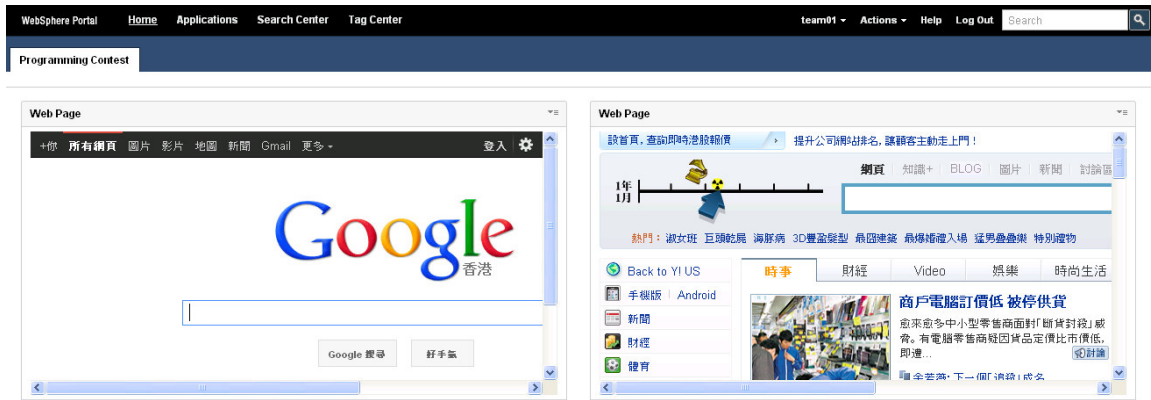 WebSphere Portal Home Applications Search Center Tag Center team01 Actions Help Log Out Search
Programming Contest
Web Page
+你 所有網頁 圖片 影片 地圖 新聞 Gmail 更多 登入
Google
香港
Google 搜尋 好手氣
Web Page
設首頁, 查詢即時港股報價 提升公司網站排名, 讓顧客主動走上門!
網頁 知識+ BLOG 圖片 新聞 討論區
1年
1月
熱門: 淑女班 巨頭乾屍 海豚病 3D豐盈髮型 最囧建築 最爆婚禮入場 猛男疊疊樂 特別禮物
Back to Y! US
手機版 Android
新聞
財經
體育
時事 財經 Video 娛樂 時尚生活
商戶電腦訂價低 被停供貨
愈來愈多中小型零售商面對「斷貨封殺」威
脅。有電腦零售商疑因貨品定價比市價低,
即遭... 討論